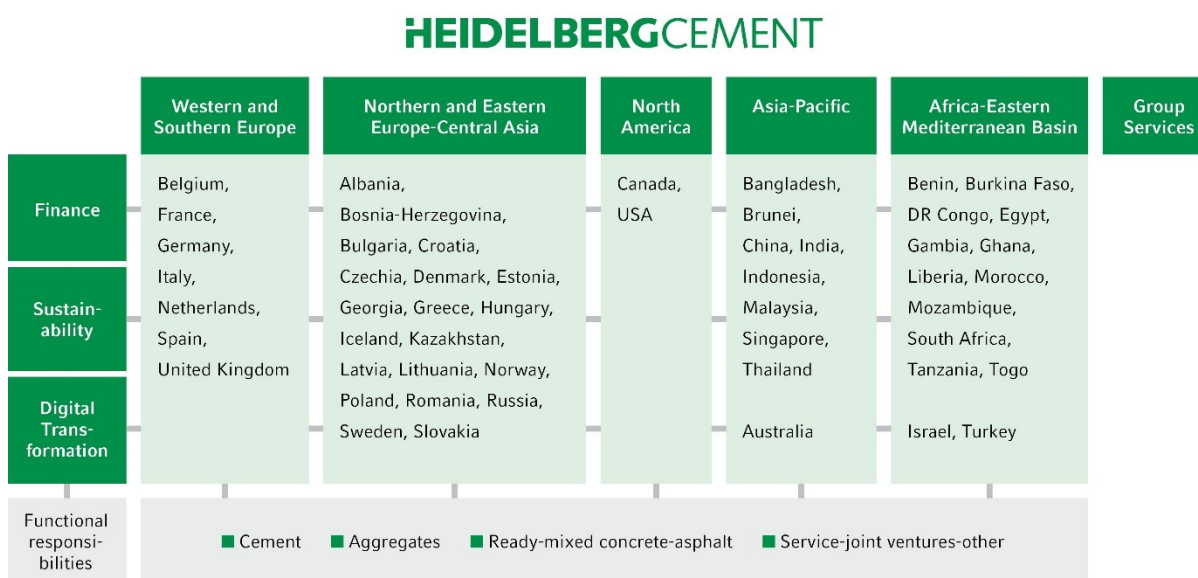 HEIDELBERGCEMENT
Western and
Southern Europe
Northern and Eastern
Europe-Central Asia
North
America
Asia-Pacific
Africa-Eastern
Mediterranean Basin
Group
Services
Finance
Sustain-
ability
Digital
Trans-
formation
Belgium,
France,
Germany,
Italy,
Netherlands,
Spain,
United Kingdom
Albania,
Bosnia-Herzegovina,
Bulgaria, Croatia,
Czechia, Denmark, Estonia,
Georgia, Greece, Hungary,
Iceland, Kazakhstan,
Latvia, Lithuania, Norway,
Poland, Romania, Russia,
Sweden, Slovakia
Canada,
USA
Bangladesh,
Brunei,
China, India,
Indonesia,
Malaysia,
Singapore,
Thailand
Australia
Benin, Burkina Faso,
DR Congo, Egypt,
Gambia, Ghana,
Liberia, Morocco,
Mozambique,
South Africa,
Tanzania, Togo
Israel, Turkey
Functional
responsi-
bilities
Cement
Aggregates
Ready-mixed concrete-asphalt
Service-joint ventures-other